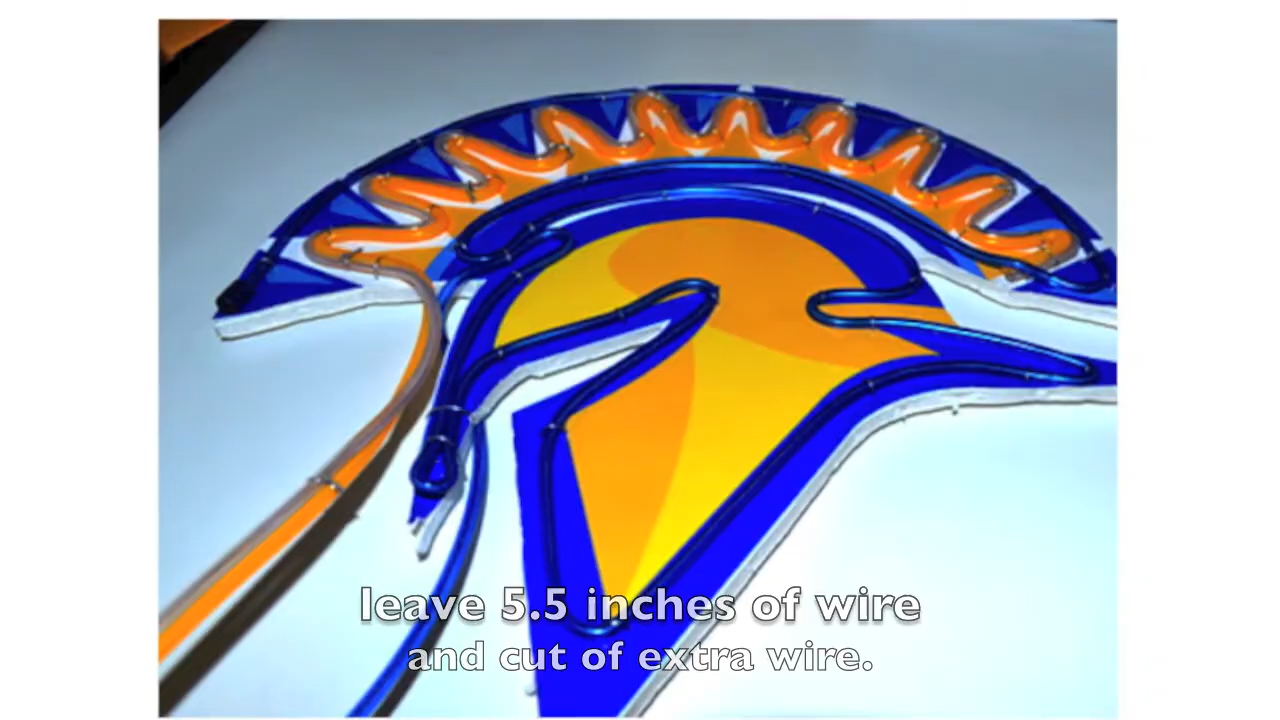 leave 5.5 inches of wire
and cut of extra wire.